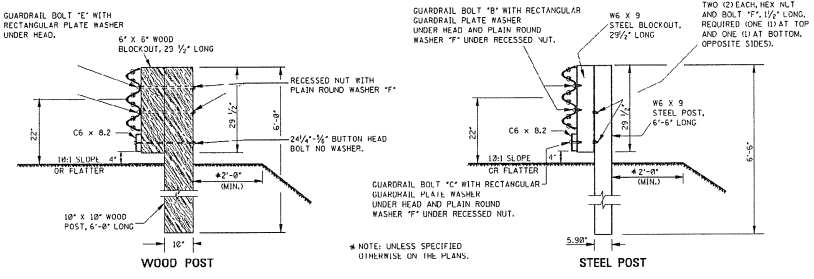 GUARDRAIL BOLT "E" WITH
RECTANGULAR PLATE WASHER
UNDER HEAD.
6" X 8" WOOD
BLOCKOUT, 29 1/2" LONG
RECESSED NUT WITH
PLAIN ROUND WASHER "F"
22"
C6 x 8.2
29 1/2"
6'-0"
24 1/4"-5/8" BUTTON HEAD
BOLT NO WASHER.
10:1 SLOPE
OR FLATTER
4"
*2'-0"
(MIN.)
10" X 10" WOOD
POST, 6'-0" LONG
10"
WOOD POST
* NOTE: UNLESS SPECIFIED
OTHERWISE ON THE PLANS.
GUARDRAIL BOLT "B" WITH RECTANGULAR
GUARDRAIL PLATE WASHER
UNDER HEAD AND PLAIN ROUND
WASHER "F" UNDER RECESSED NUT.
W6 X 9
STEEL BLOCKOUT,
29 1/2" LONG
TWO (2) EACH, HEX NUT
AND BOLT "F", 1 1/2" LONG,
REQUIRED (ONE (1) AT TOP
AND ONE (1) AT BOTTOM,
OPPOSITE SIDES).
22"
C6 x 8.2
W6 X 9
STEEL POST,
6'-6" LONG
29 1/2"
6'-6"
10:1 SLOPE
OR FLATTER
4"
*2'-0"
(MIN.)
GUARDRAIL BOLT "C" WITH RECTANGULAR
GUARDRAIL PLATE WASHER
UNDER HEAD AND PLAIN ROUND
WASHER "F" UNDER RECESSED NUT.
5.90"
STEEL POST